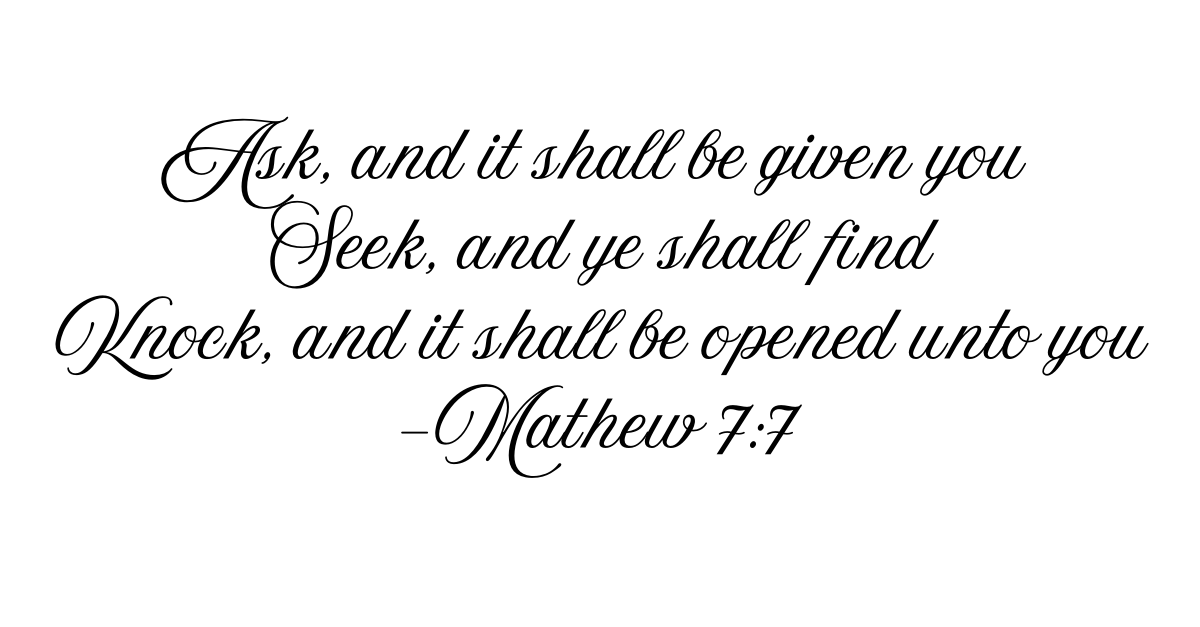 Ask, and it shall be given you
Seek, and ye shall find
Knock, and it shall be opened unto you
-Mathew 7:7